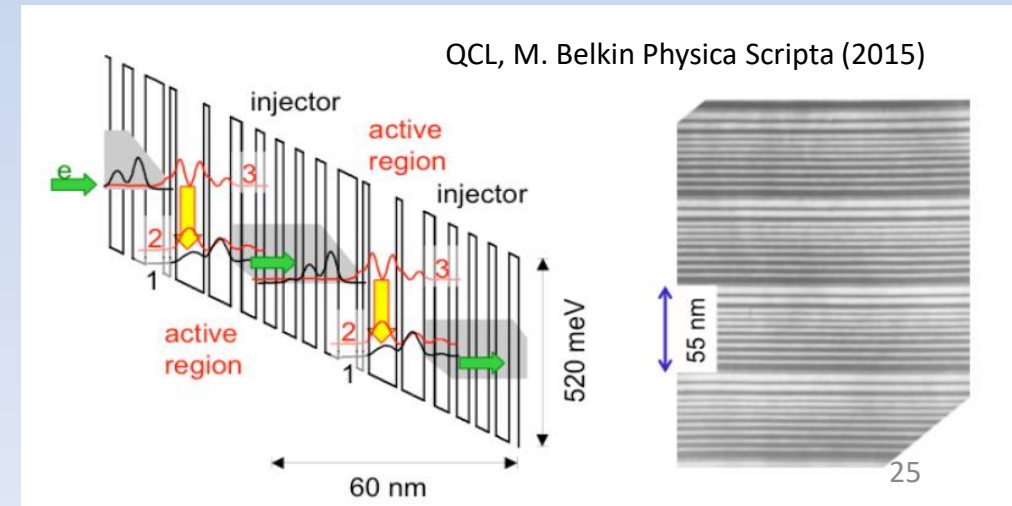 QCL, M. Belkin Physica Scripta (2015)
injector
active
region
injector
e
3
2
1
3
2
1
active
region
520 meV
60 nm
55 nm
25